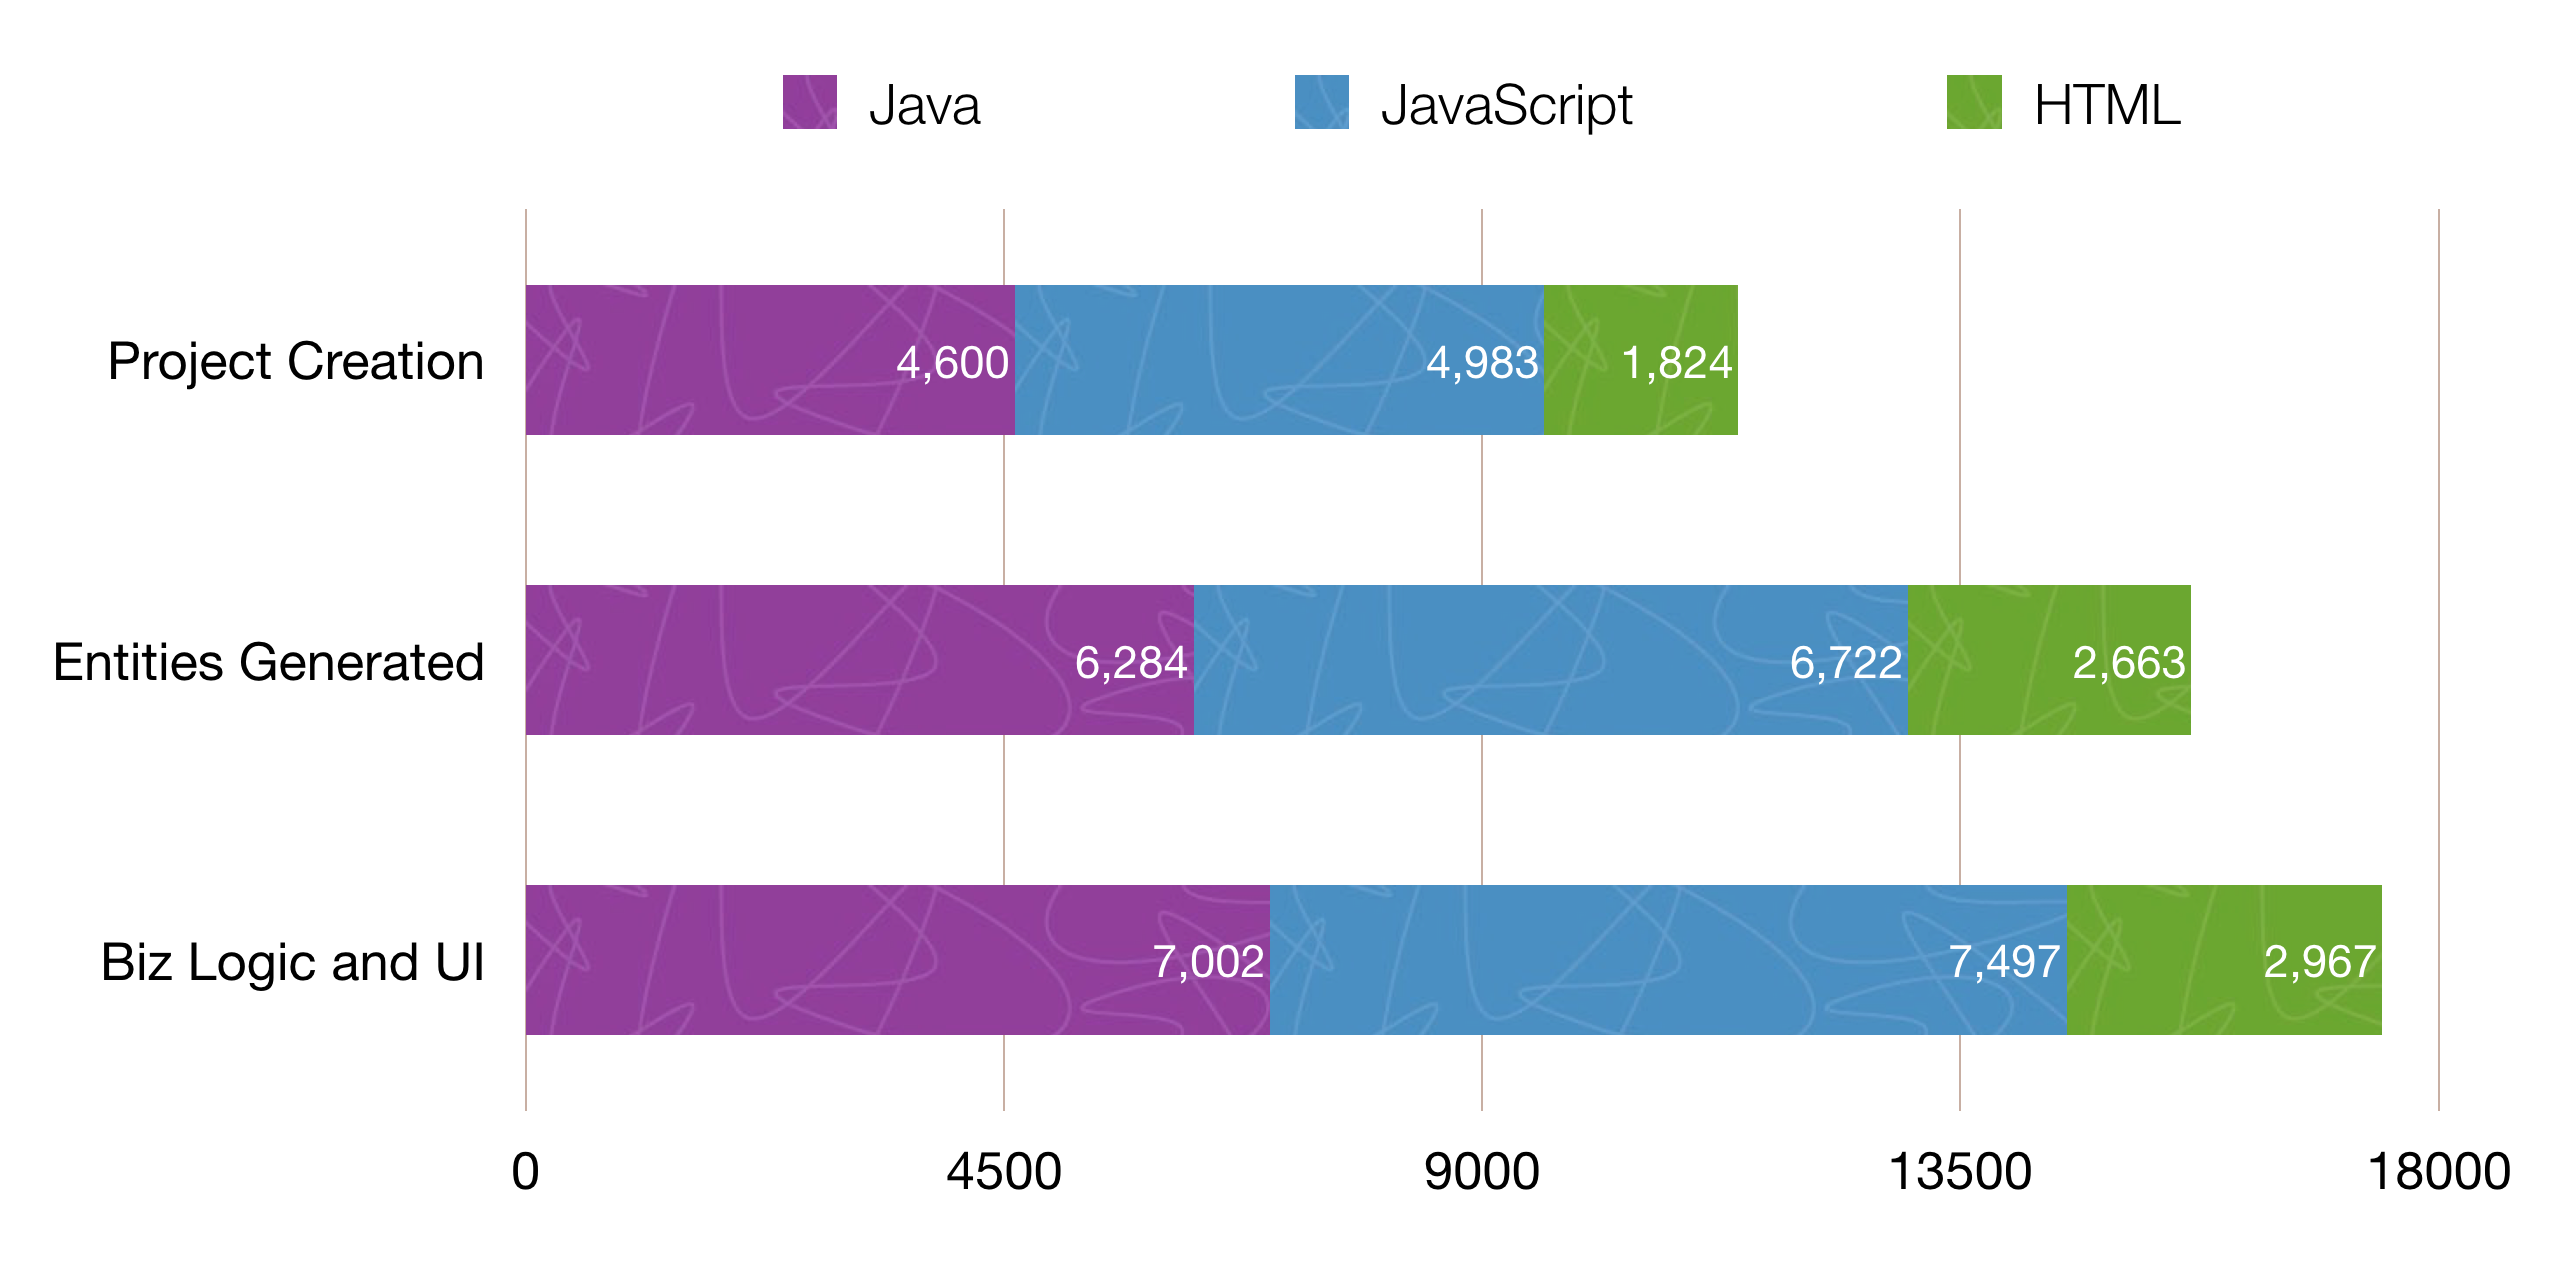 Java JavaScript HTML
Project Creation 4,600 4,983 1,824
Entities Generated 6,284 6,722 2,663
Biz Logic and UI 7,002 7,497 2,967
0 4500 9000 13500 18000